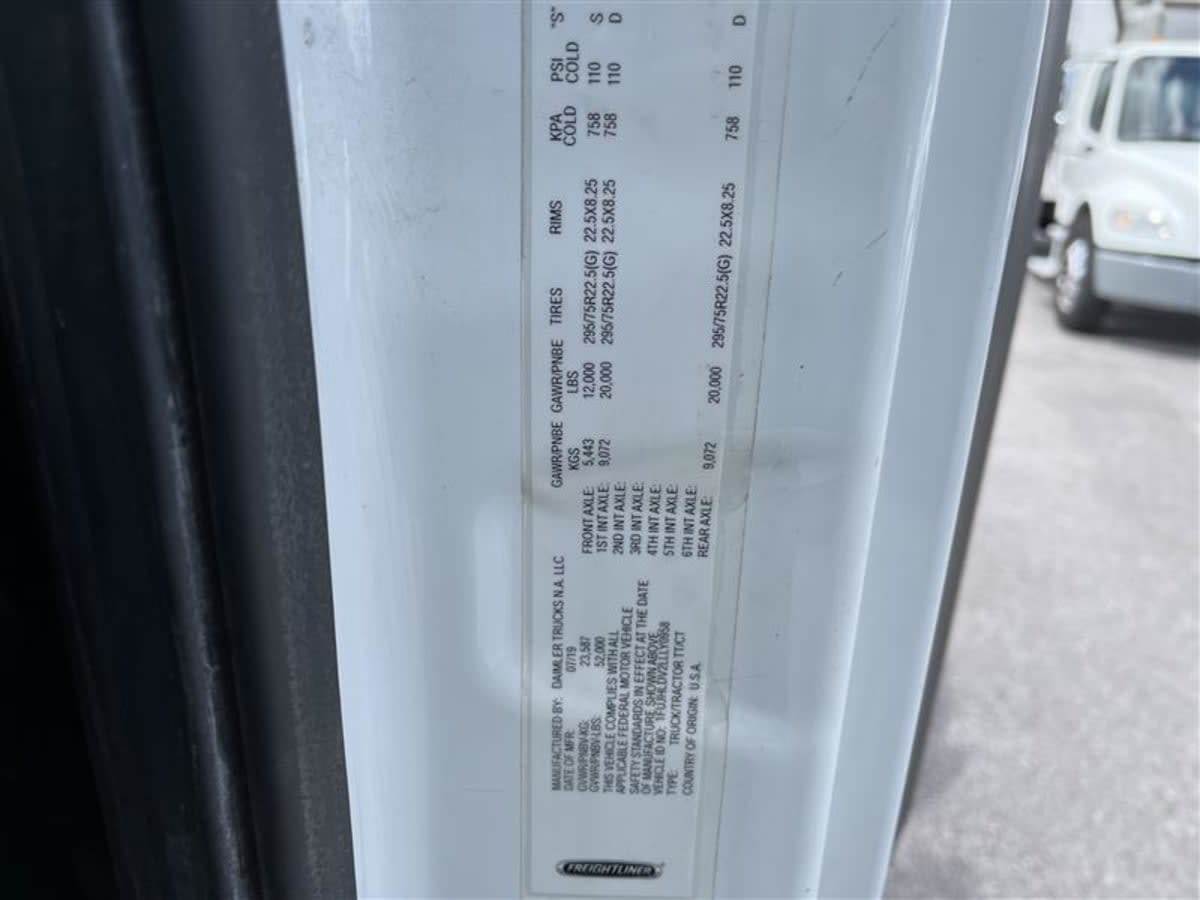 FREIGHTLINER
MANUFACTURED BY: DAIMLER TRUCKS N.A. LLC
DATE OF MFR: 07/19
GVWR/PNBV-KG: 23,587
GVWR/PNBV-LBS: 52,000
THIS VEHICLE COMPLIES WITH ALL
APPLICABLE FEDERAL MOTOR VEHICLE
SAFETY STANDARDS IN EFFECT AT THE DATE
OF MANUFACTURE SHOWN ABOVE.
VEHICLE ID NO: 1FUJHLDV2LLLY0958
TYPE: TRUCK/TRACTOR TT/CT
COUNTRY OF ORIGIN: U.S.A.
GAWR/PNBE GAWR/PNBE TIRES RIMS KPA PSI "S"
KGS LBS COLD COLD
FRONT AXLE: 5,443 12,000 295/75R22.5(G) 22.5X8.25 758 110 S
1ST INT AXLE: 9,072 20,000 295/75R22.5(G) 22.5X8.25 758 110 D
2ND INT AXLE:
3RD INT AXLE:
4TH INT AXLE:
5TH INT AXLE:
6TH INT AXLE:
REAR AXLE: 9,072 20,000 295/75R22.5(G) 22.5X8.25 758 110 D